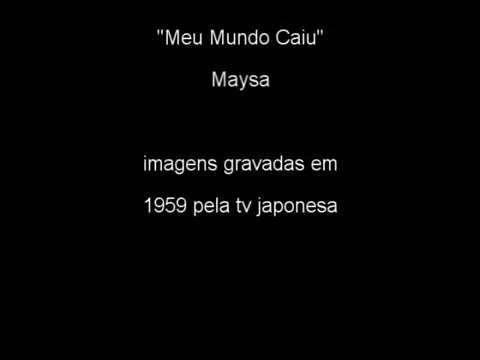 "Meu Mundo Caiu"
Maysa
imagens gravadas em
1959 pela tv japonesa